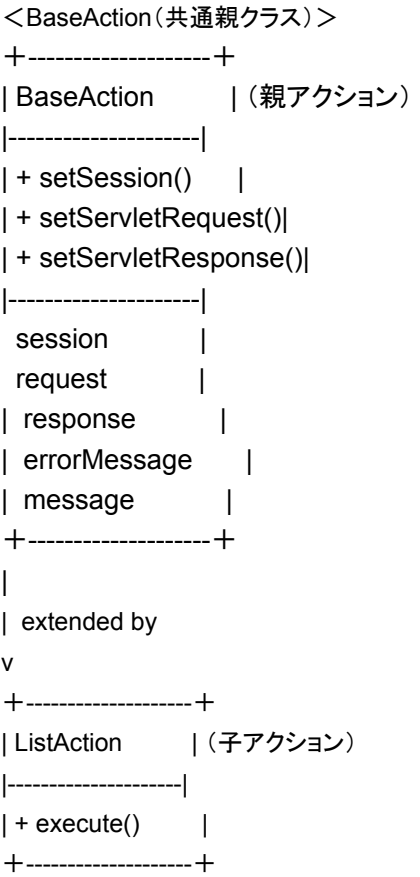 ＜BaseAction（共通親クラス）＞
＋--------------------＋
| BaseAction　　　| （親アクション）
|---------------------|
| + setSession()　 |
| + setServletRequest()|
| + setServletResponse()|
|---------------------|
session　　　　|
request　　　　|
| response　　　　|
| errorMessage　　|
| message　　　　|
＋--------------------＋
|
| extended by
v
＋--------------------＋
| ListAction　　　| （子アクション）
|---------------------|
| + execute()　　|
＋--------------------＋